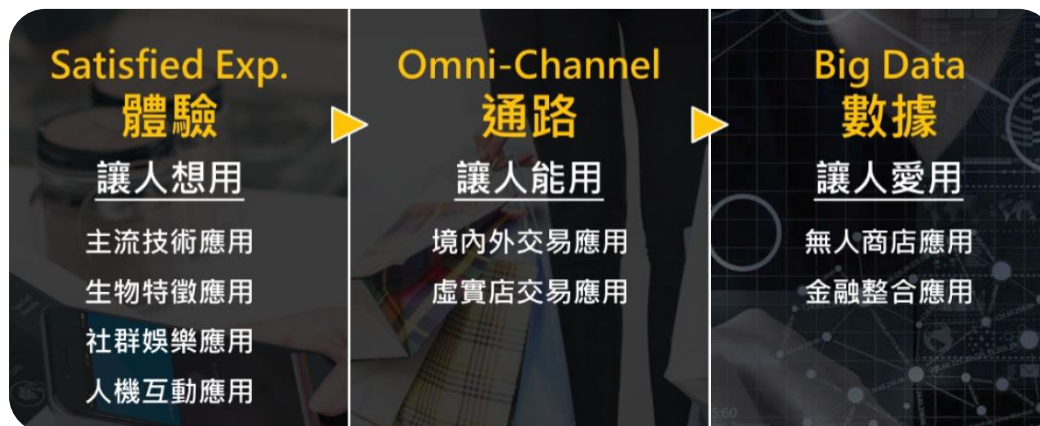 Satisfied Exp.
體驗
讓人想用
主流技術應用
生物特徵應用
社群娛樂應用
人機互動應用
Omni-Channel
通路
讓人能用
境內外交易應用
虛實店交易應用
Big Data
數據
讓人愛用
無人商店應用
金融整合應用